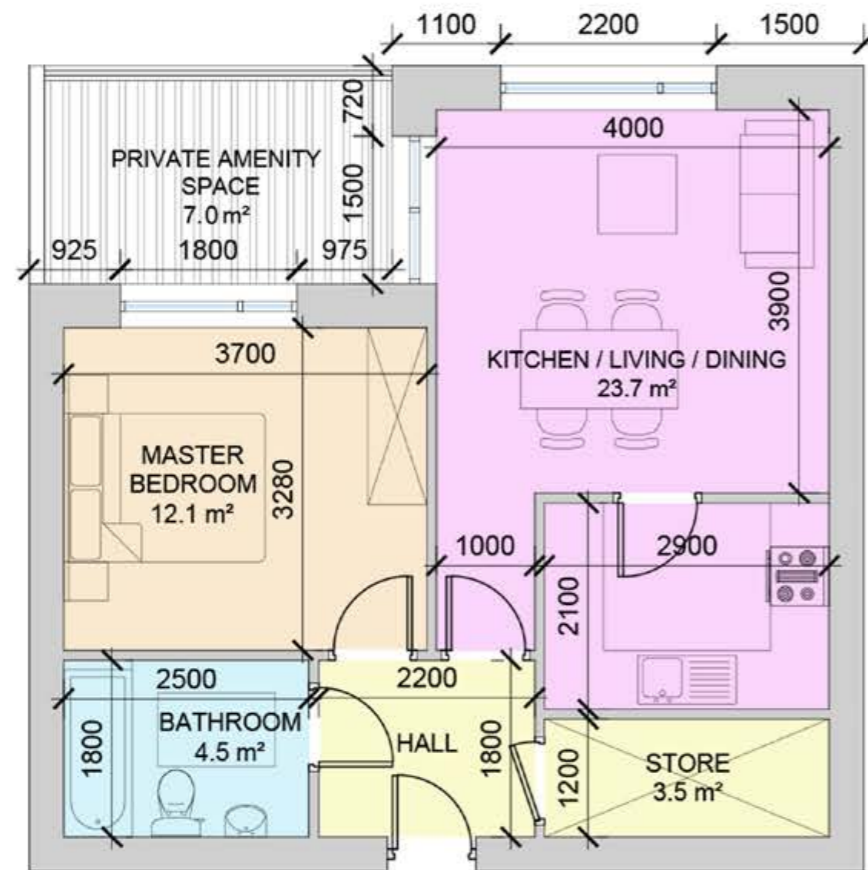 1100
2200
1500
720
4000
PRIVATE AMENITY
SPACE
7.0 m²
1500
925
1800
975
3900
3700
KITCHEN / LIVING / DINING
23.7 m²
MASTER
BEDROOM
12.1 m²
3280
1000
2900
2100
2500
2200
BATHROOM
4.5 m²
1800
HALL
1800
1200
STORE
3.5 m²